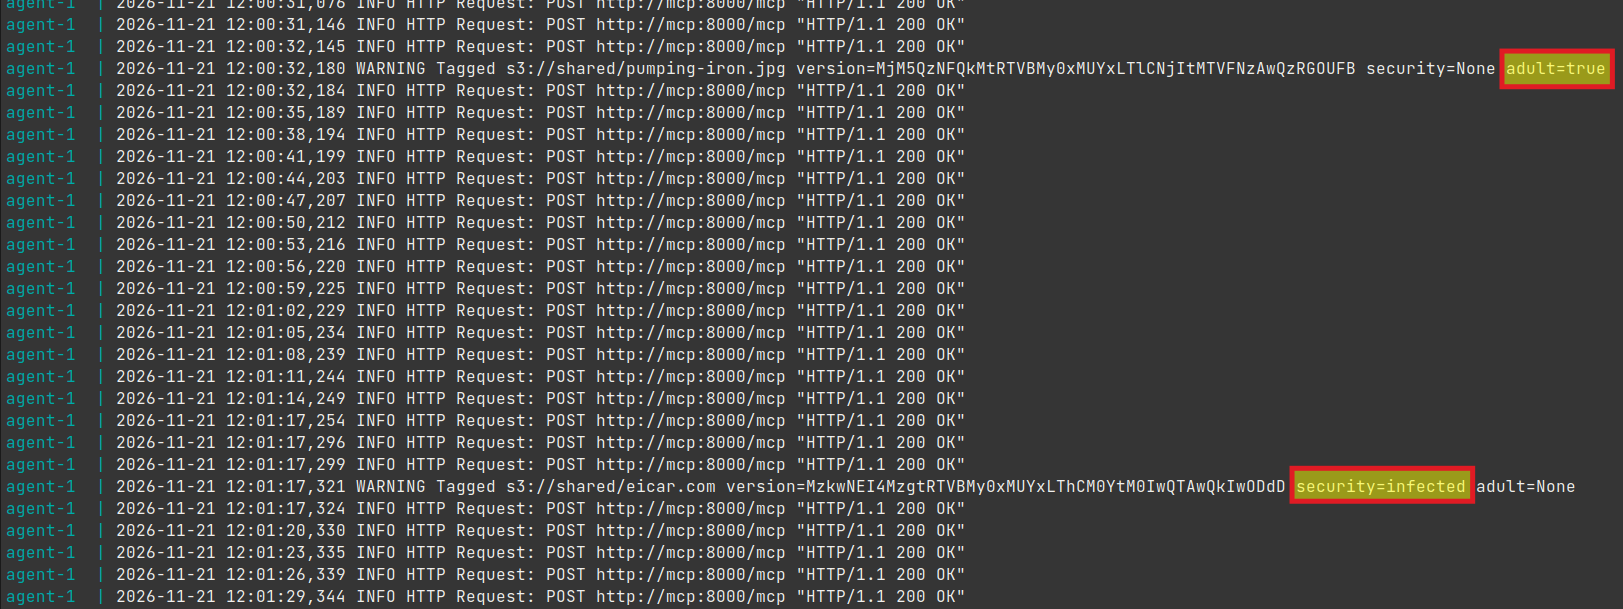 agent-1 | 2026-11-21 12:00:31,076 INFO HTTP Request: POST http://mcp:8000/mcp "HTTP/1.1 200 OK"
agent-1 | 2026-11-21 12:00:31,146 INFO HTTP Request: POST http://mcp:8000/mcp "HTTP/1.1 200 OK"
agent-1 | 2026-11-21 12:00:32,145 INFO HTTP Request: POST http://mcp:8000/mcp "HTTP/1.1 200 OK"
agent-1 | 2026-11-21 12:00:32,180 WARNING Tagged s3://shared/pumping-iron.jpg version=MjM5QzNFQkMtRTVBMy0xMUYxLTlCNjItMTVFNzAwQzRGOUFB security=None adult=true
agent-1 | 2026-11-21 12:00:32,184 INFO HTTP Request: POST http://mcp:8000/mcp "HTTP/1.1 200 OK"
agent-1 | 2026-11-21 12:00:35,189 INFO HTTP Request: POST http://mcp:8000/mcp "HTTP/1.1 200 OK"
agent-1 | 2026-11-21 12:00:38,194 INFO HTTP Request: POST http://mcp:8000/mcp "HTTP/1.1 200 OK"
agent-1 | 2026-11-21 12:00:41,199 INFO HTTP Request: POST http://mcp:8000/mcp "HTTP/1.1 200 OK"
agent-1 | 2026-11-21 12:00:44,203 INFO HTTP Request: POST http://mcp:8000/mcp "HTTP/1.1 200 OK"
agent-1 | 2026-11-21 12:00:47,207 INFO HTTP Request: POST http://mcp:8000/mcp "HTTP/1.1 200 OK"
agent-1 | 2026-11-21 12:00:50,212 INFO HTTP Request: POST http://mcp:8000/mcp "HTTP/1.1 200 OK"
agent-1 | 2026-11-21 12:00:53,216 INFO HTTP Request: POST http://mcp:8000/mcp "HTTP/1.1 200 OK"
agent-1 | 2026-11-21 12:00:56,220 INFO HTTP Request: POST http://mcp:8000/mcp "HTTP/1.1 200 OK"
agent-1 | 2026-11-21 12:00:59,225 INFO HTTP Request: POST http://mcp:8000/mcp "HTTP/1.1 200 OK"
agent-1 | 2026-11-21 12:01:02,229 INFO HTTP Request: POST http://mcp:8000/mcp "HTTP/1.1 200 OK"
agent-1 | 2026-11-21 12:01:05,234 INFO HTTP Request: POST http://mcp:8000/mcp "HTTP/1.1 200 OK"
agent-1 | 2026-11-21 12:01:08,239 INFO HTTP Request: POST http://mcp:8000/mcp "HTTP/1.1 200 OK"
agent-1 | 2026-11-21 12:01:11,244 INFO HTTP Request: POST http://mcp:8000/mcp "HTTP/1.1 200 OK"
agent-1 | 2026-11-21 12:01:14,249 INFO HTTP Request: POST http://mcp:8000/mcp "HTTP/1.1 200 OK"
agent-1 | 2026-11-21 12:01:17,254 INFO HTTP Request: POST http://mcp:8000/mcp "HTTP/1.1 200 OK"
agent-1 | 2026-11-21 12:01:17,296 INFO HTTP Request: POST http://mcp:8000/mcp "HTTP/1.1 200 OK"
agent-1 | 2026-11-21 12:01:17,299 INFO HTTP Request: POST http://mcp:8000/mcp "HTTP/1.1 200 OK"
agent-1 | 2026-11-21 12:01:17,321 WARNING Tagged s3://shared/eicar.com version=MzkwNEI4MzgtRTVBMy0xMUYxLThCM0YtM0IwQTAwQkIwODdD security=infected adult=None
agent-1 | 2026-11-21 12:01:17,324 INFO HTTP Request: POST http://mcp:8000/mcp "HTTP/1.1 200 OK"
agent-1 | 2026-11-21 12:01:20,330 INFO HTTP Request: POST http://mcp:8000/mcp "HTTP/1.1 200 OK"
agent-1 | 2026-11-21 12:01:23,335 INFO HTTP Request: POST http://mcp:8000/mcp "HTTP/1.1 200 OK"
agent-1 | 2026-11-21 12:01:26,339 INFO HTTP Request: POST http://mcp:8000/mcp "HTTP/1.1 200 OK"
agent-1 | 2026-11-21 12:01:29,344 INFO HTTP Request: POST http://mcp:8000/mcp "HTTP/1.1 200 OK"